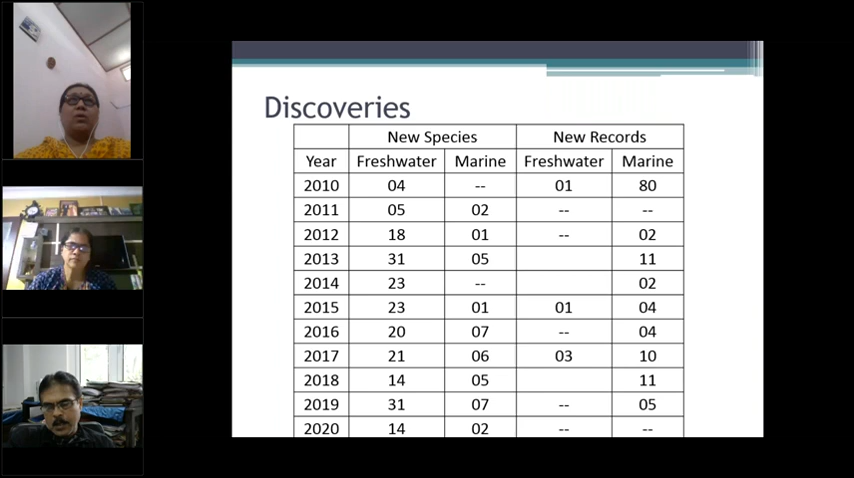 Discoveries
New Species New Records
Year Freshwater Marine Freshwater Marine
2010 04 -- 01 80
2011 05 02 -- --
2012 18 01 -- 02
2013 31 05 11
2014 23 -- 02
2015 23 01 01 04
2016 20 07 -- 04
2017 21 06 03 10
2018 14 05 11
2019 31 07 -- 05
2020 14 02 -- --